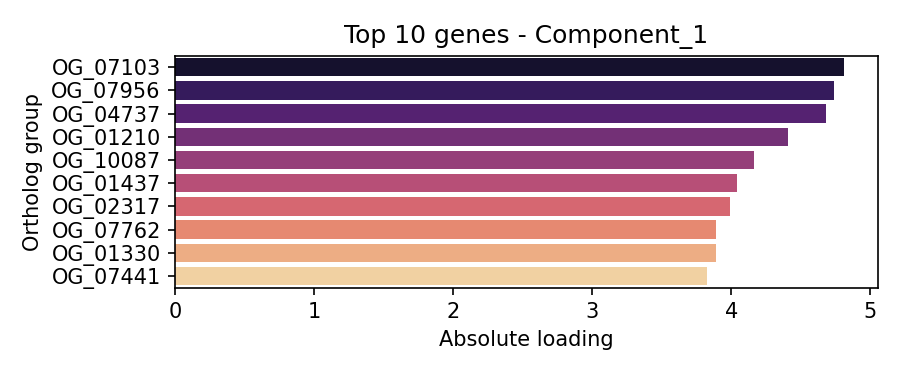 Top 10 genes - Component_1
Ortholog group
OG_07103
OG_07956
OG_04737
OG_01210
OG_10087
OG_01437
OG_02317
OG_07762
OG_01330
OG_07441
0 1 2 3 4 5
Absolute loading